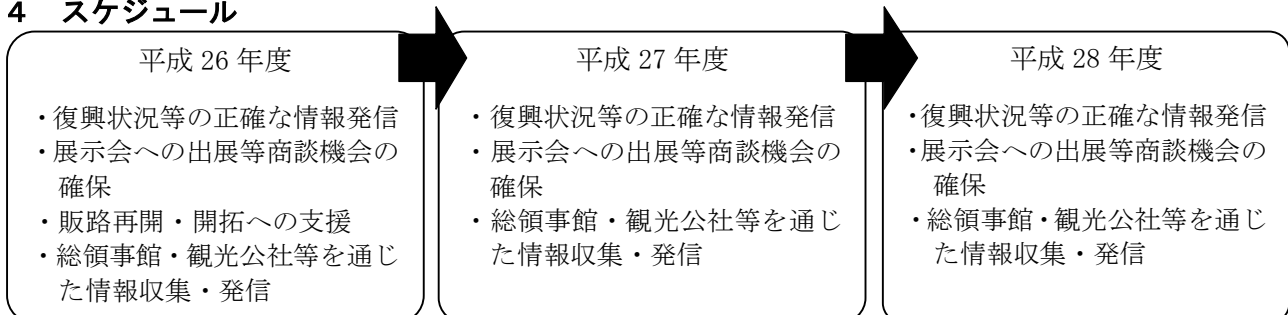 4 スケジュール
平成 26 年度
・復興状況等の正確な情報発信
・展示会への出展等商談機会の
確保
・販路再開・開拓への支援
・総領事館・観光公社等を通じ
た情報収集・発信
平成 27 年度
・復興状況等の正確な情報発信
・展示会への出展等商談機会の
確保
・総領事館・観光公社等を通じ
た情報収集・発信
平成 28 年度
・復興状況等の正確な情報発信
・展示会への出展等商談機会の
確保
・総領事館・観光公社等を通じ
た情報収集・発信